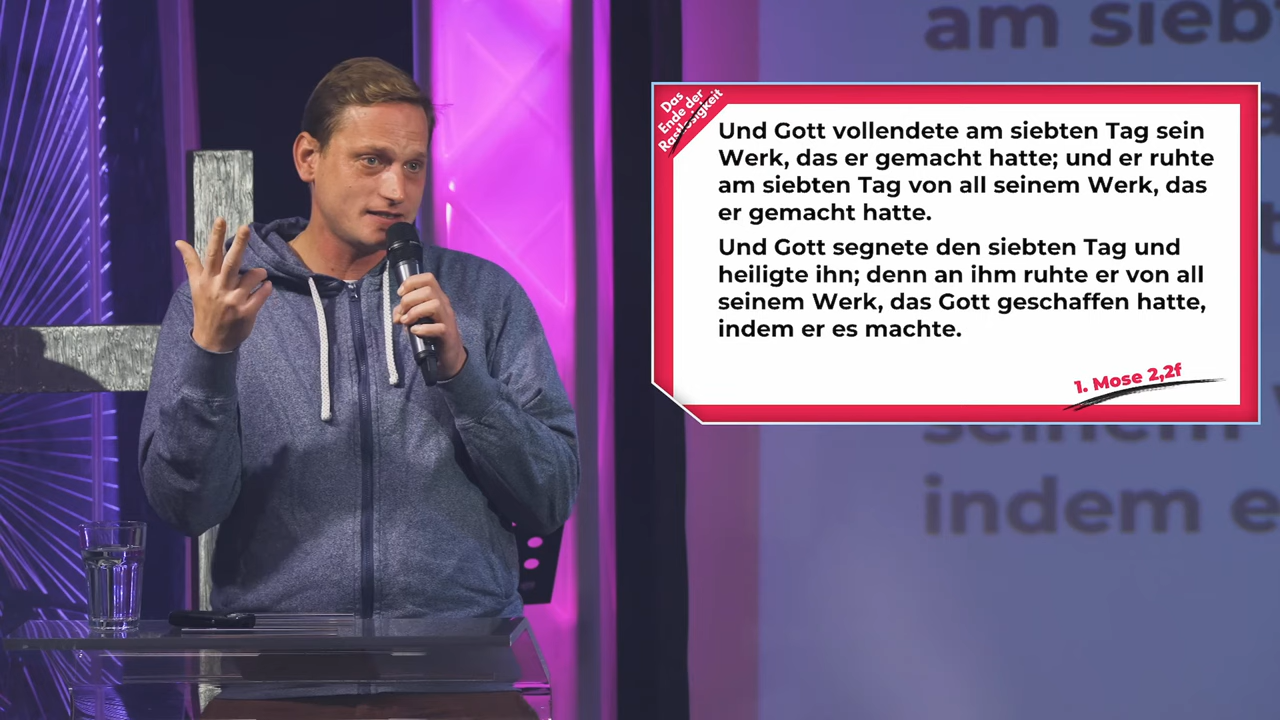 Das
Ende der
Rastlosigkeit
Und Gott vollendete am siebten Tag sein
Werk, das er gemacht hatte; und er ruhte
am siebten Tag von all seinem Werk, das
er gemacht hatte.
Und Gott segnete den siebten Tag und
heiligte ihn; denn an ihm ruhte er von all
seinem Werk, das Gott geschaffen hatte,
indem er es machte.
1. Mose 2,2f
am sieb
seinem
indem e